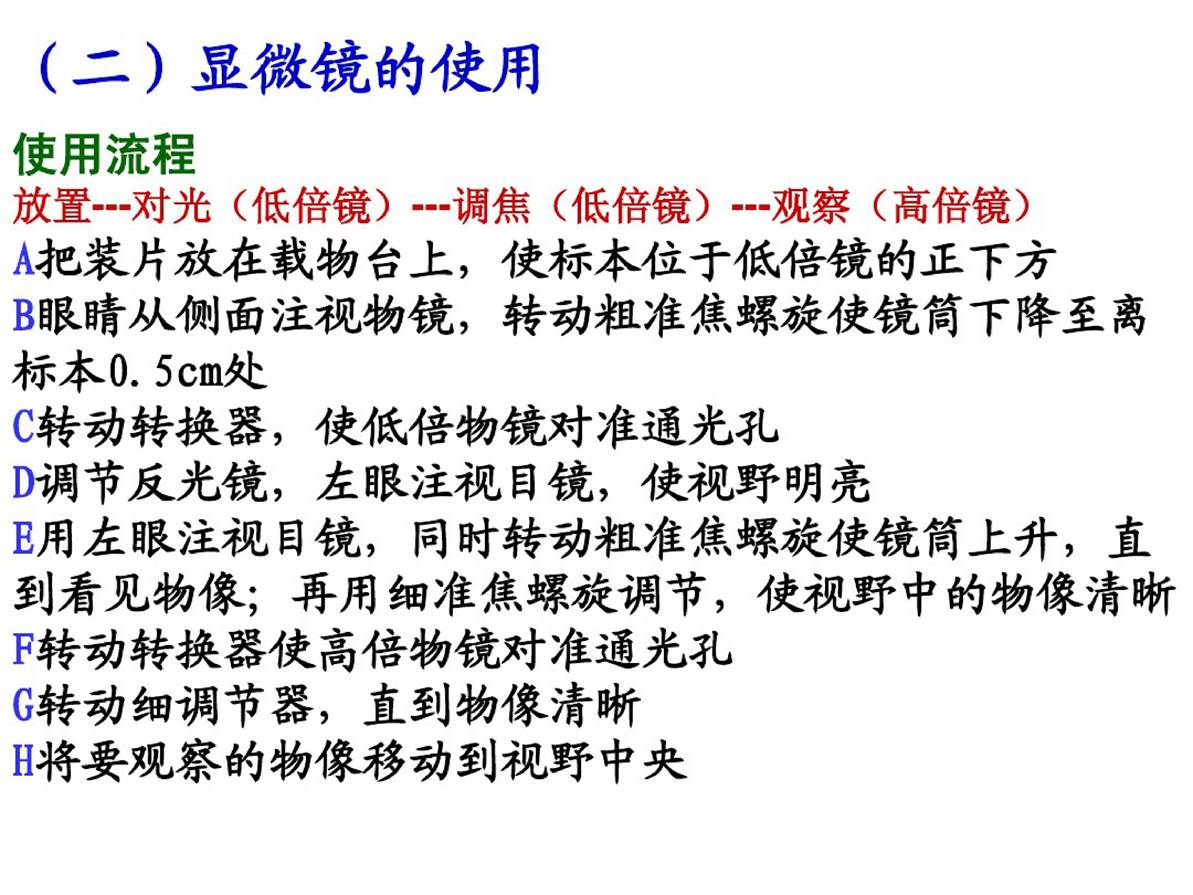 （二）显微镜的使用
使用流程
放置---对光（低倍镜）---调焦（低倍镜）---观察（高倍镜）
A把装片放在载物台上，使标本位于低倍镜的正下方
B眼睛从侧面注视物镜，转动粗准焦螺旋使镜筒下降至离
标本0.5cm处
C转动转换器，使低倍物镜对准通光孔
D调节反光镜，左眼注视目镜，使视野明亮
E用左眼注视目镜，同时转动粗准焦螺旋使镜筒上升，直
到看见物像；再用细准焦螺旋调节，使视野中的物像清晰
F转动转换器使高倍物镜对准通光孔
G转动细调节器，直到物像清晰
H将要观察的物像移动到视野中央